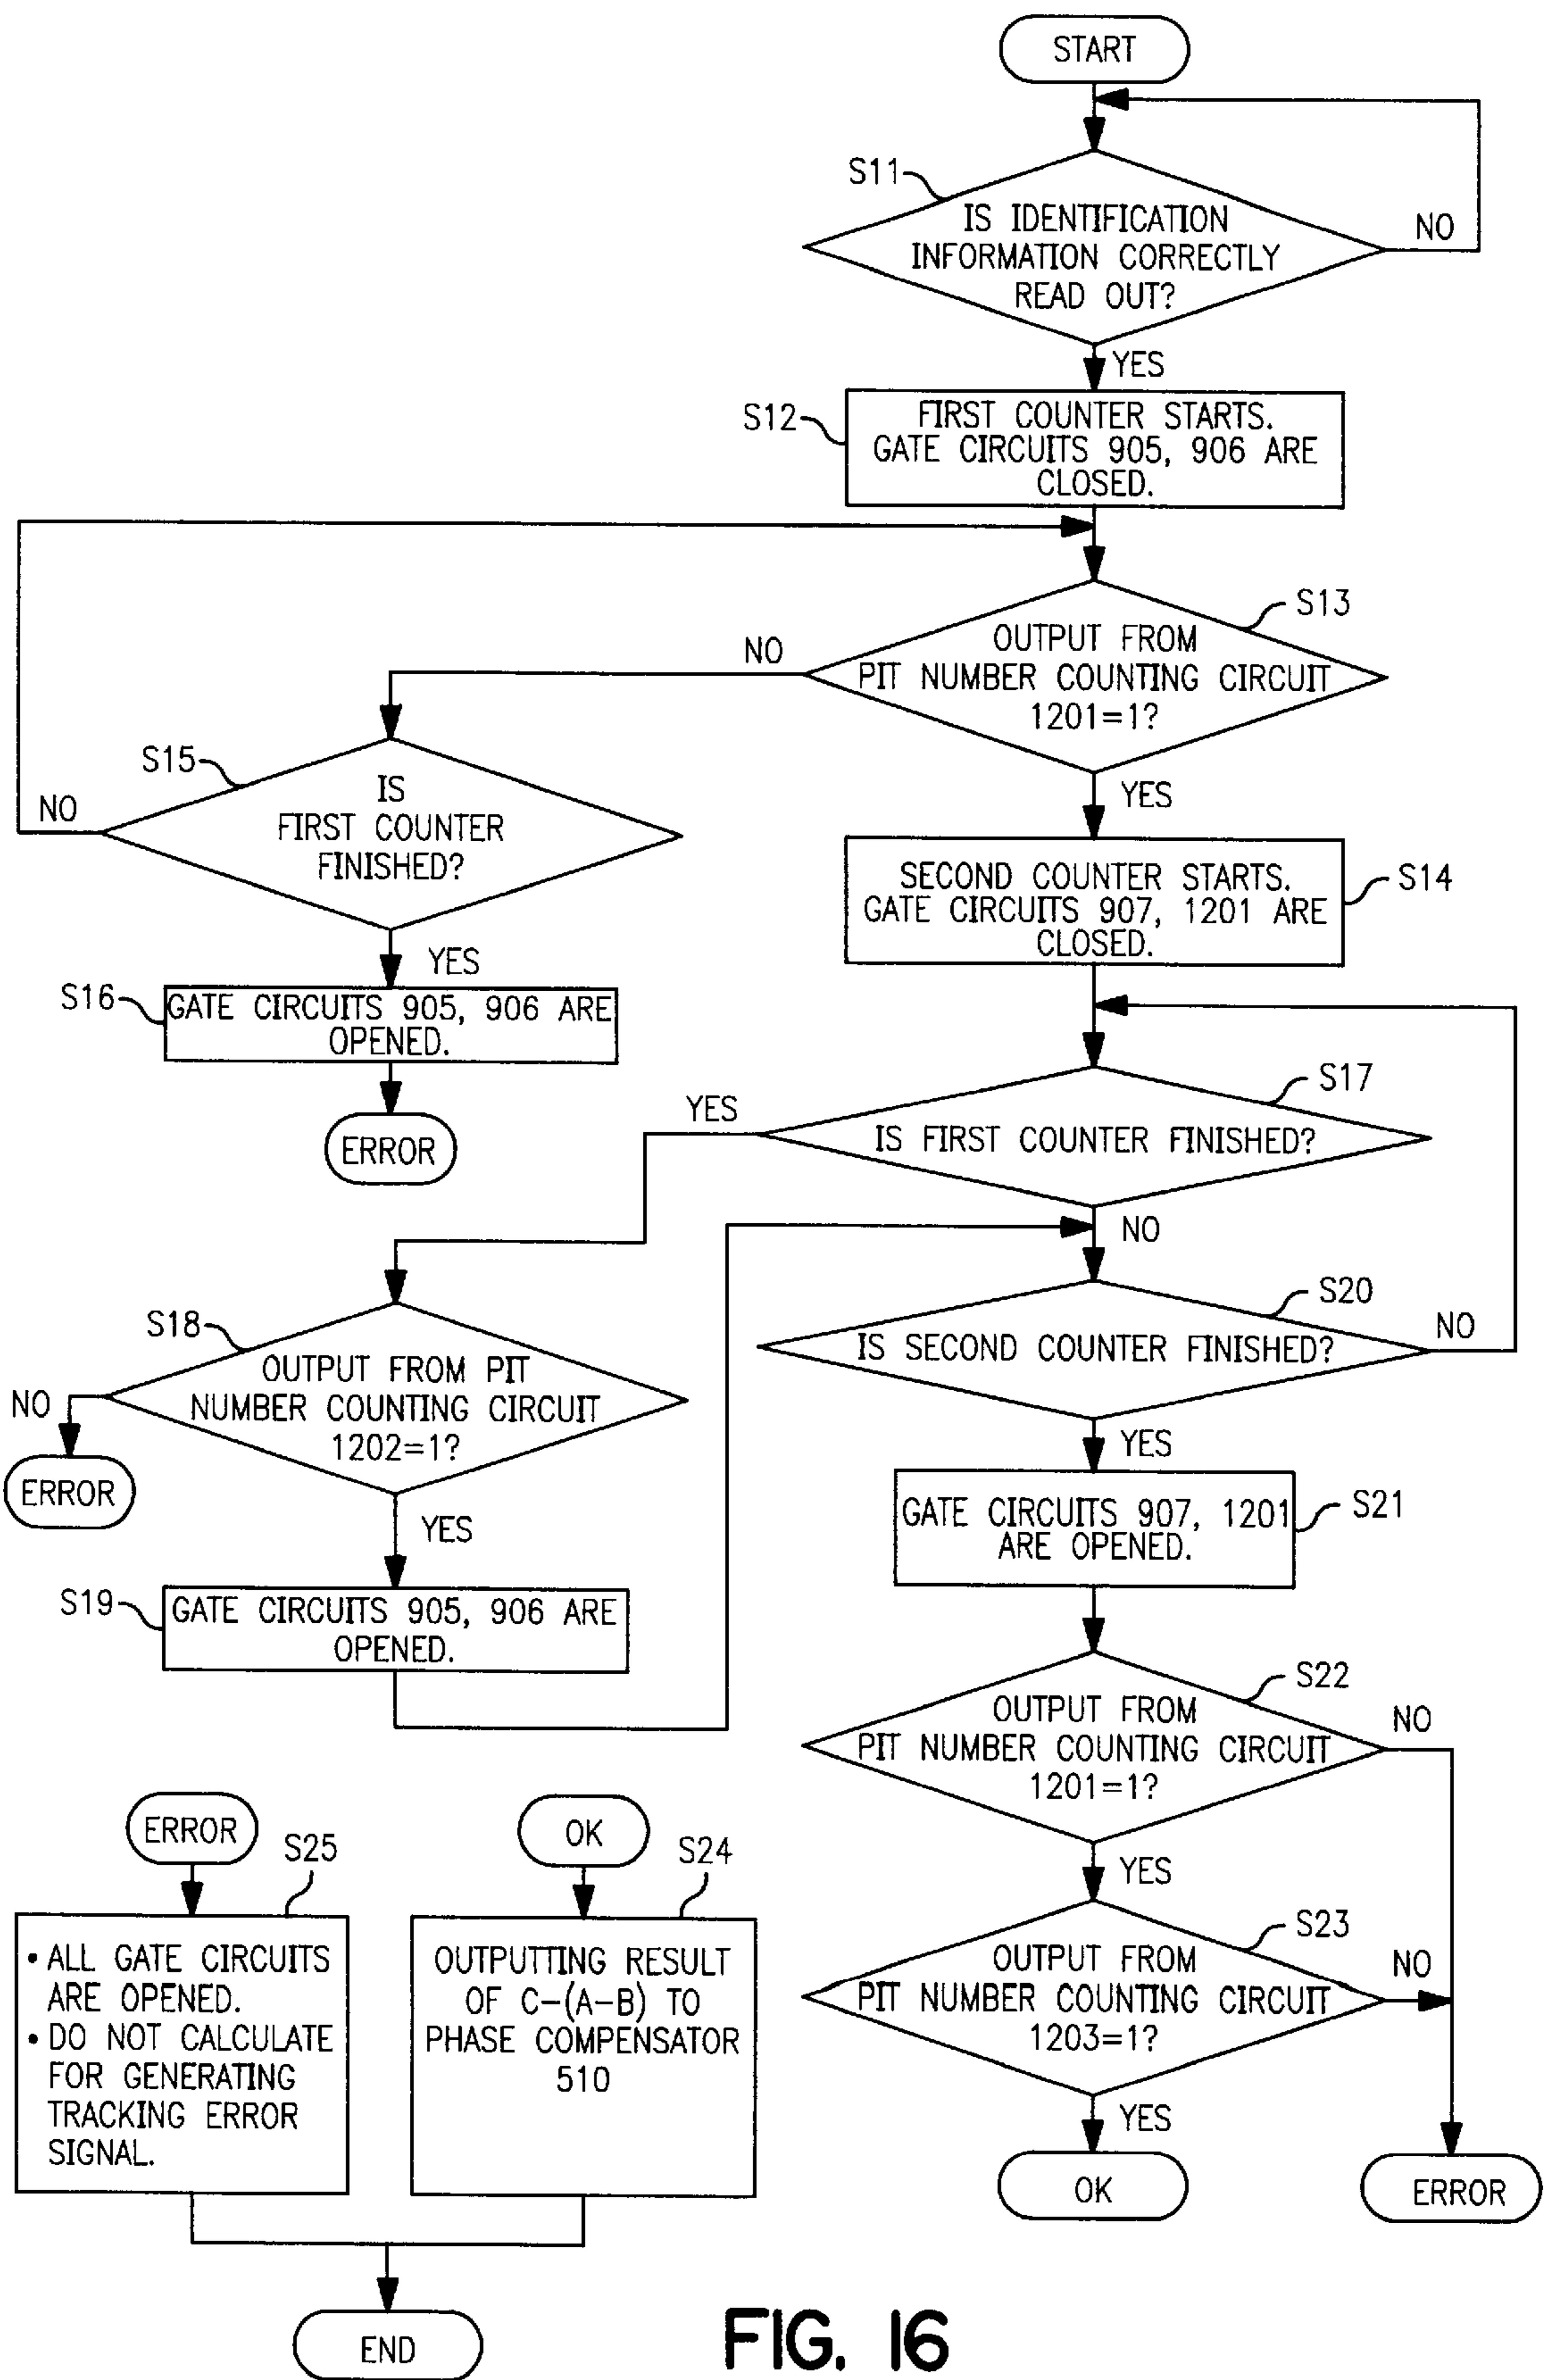 START
S11
IS IDENTIFICATION
INFORMATION CORRECTLY
READ OUT?
NO
YES
S12
FIRST COUNTER STARTS.
GATE CIRCUITS 905, 906 ARE
CLOSED.
S13
OUTPUT FROM
PIT NUMBER COUNTING CIRCUIT
1201=1?
NO
YES
S15
IS
FIRST COUNTER
FINISHED?
NO
YES
S14
SECOND COUNTER STARTS.
GATE CIRCUITS 907, 1201 ARE
CLOSED.
S16
GATE CIRCUITS 905, 906 ARE
OPENED.
ERROR
S17
IS FIRST COUNTER FINISHED?
YES
NO
S18
OUTPUT FROM PIT
NUMBER COUNTING CIRCUIT
1202=1?
NO
ERROR
YES
S20
IS SECOND COUNTER FINISHED?
NO
YES
S19
GATE CIRCUITS 905, 906 ARE
OPENED.
S21
GATE CIRCUITS 907, 1201
ARE OPENED.
S22
OUTPUT FROM
PIT NUMBER COUNTING CIRCUIT
1201=1?
NO
YES
S23
OUTPUT FROM
PIT NUMBER COUNTING CIRCUIT
1203=1?
NO
YES
OK
ERROR
ERROR
S25
• ALL GATE CIRCUITS
ARE OPENED.
• DO NOT CALCULATE
FOR GENERATING
TRACKING ERROR
SIGNAL.
OK
S24
OUTPUTTING RESULT
OF C-(A-B) TO
PHASE COMPENSATOR
510
END
FIG. 16